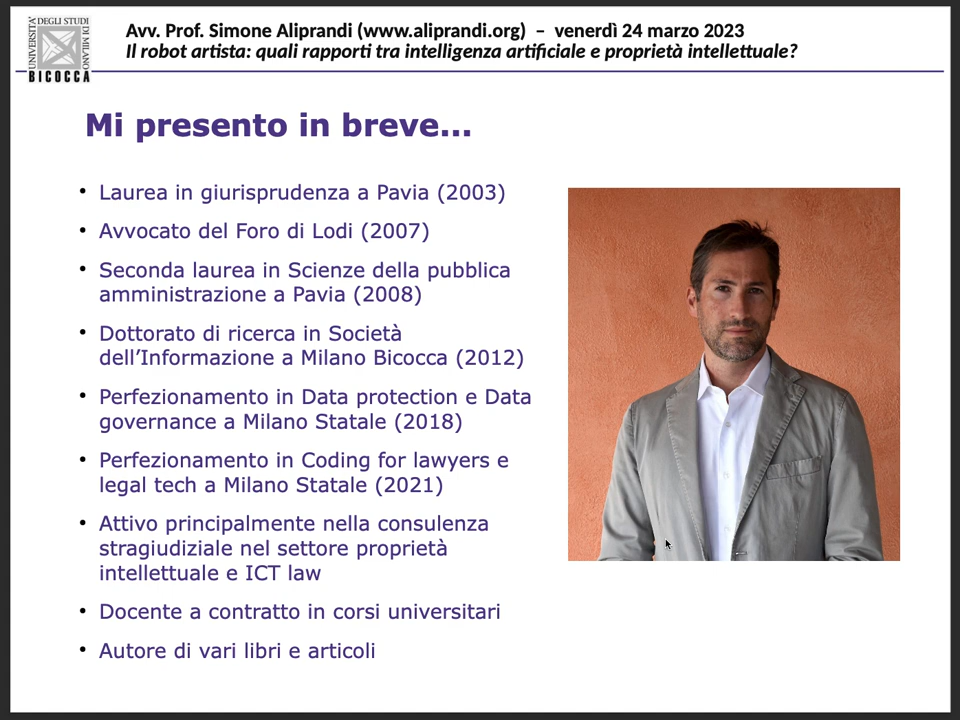 UNIVERSITÀ
DEGLI STUDI
DI MILANO
BICOCCA
Avv. Prof. Simone Aliprandi (www.aliprandi.org) – venerdì 24 marzo 2023
Il robot artista: quali rapporti tra intelligenza artificiale e proprietà intellettuale?
Mi presento in breve...
• Laurea in giurisprudenza a Pavia (2003)
• Avvocato del Foro di Lodi (2007)
• Seconda laurea in Scienze della pubblica
amministrazione a Pavia (2008)
• Dottorato di ricerca in Società
dell’Informazione a Milano Bicocca (2012)
• Perfezionamento in Data protection e Data
governance a Milano Statale (2018)
• Perfezionamento in Coding for lawyers e
legal tech a Milano Statale (2021)
• Attivo principalmente nella consulenza
stragiudiziale nel settore proprietà
intellettuale e ICT law
• Docente a contratto in corsi universitari
• Autore di vari libri e articoli